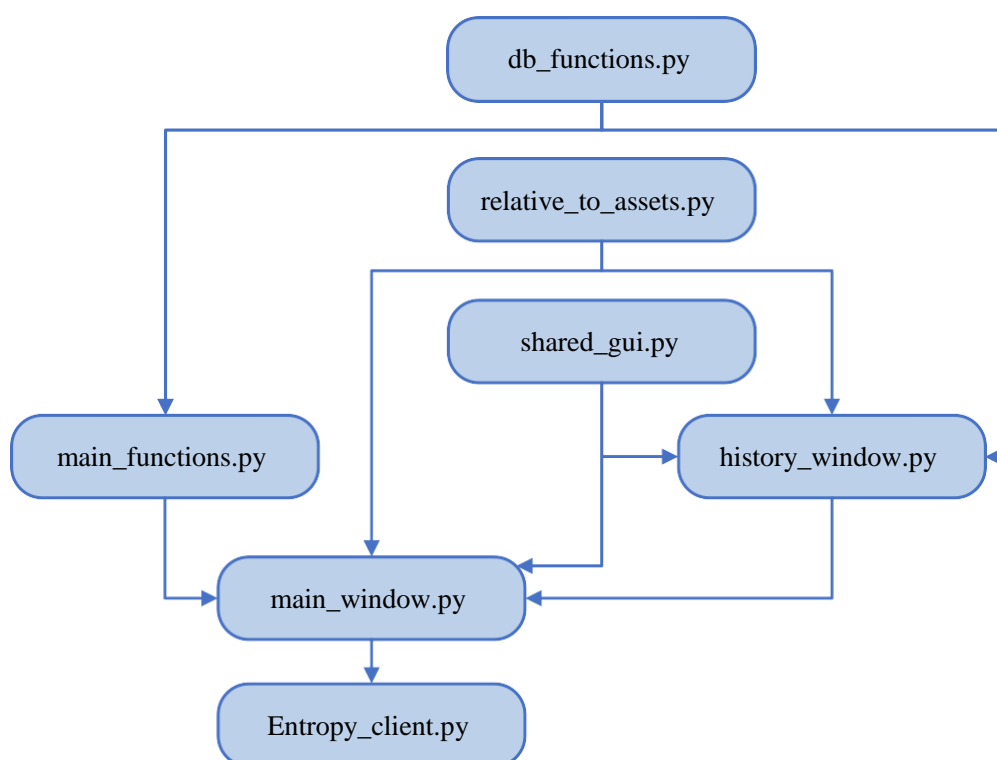 db_functions.py
relative_to_assets.py
shared_gui.py
main_functions.py
history_window.py
main_window.py
Entropy_client.py